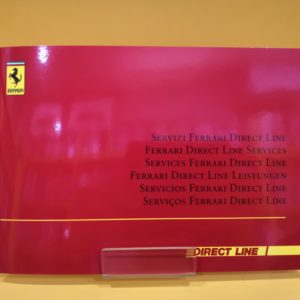 Ferrari
Servizi Ferrari Direct Line
Ferrari Direct Line Services
Services Ferrari Direct Line
Ferrari Direct Line Leistungen
Servicios Ferrari Direct Line
Serviços Ferrari Direct Line
DIRECT LINE